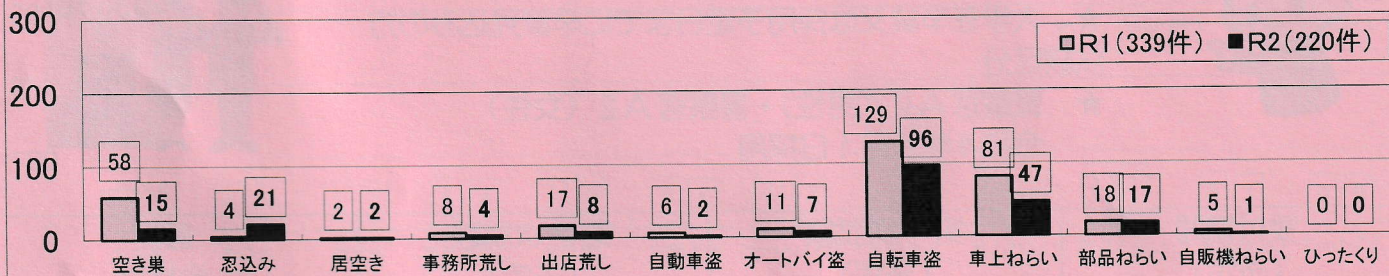 300
200
100
0
□R1(339件) ■R2(220件)
58 15 4 21 2 2 8 4 17 8 6 2 11 7 129 96 81 47 18 17 5 1 0 0
空き巣 忍込み 居空き 事務所荒し 出店荒し 自動車盗 オートバイ盗 自転車盗 車上ねらい 部品ねらい 自販機ねらい ひったくり